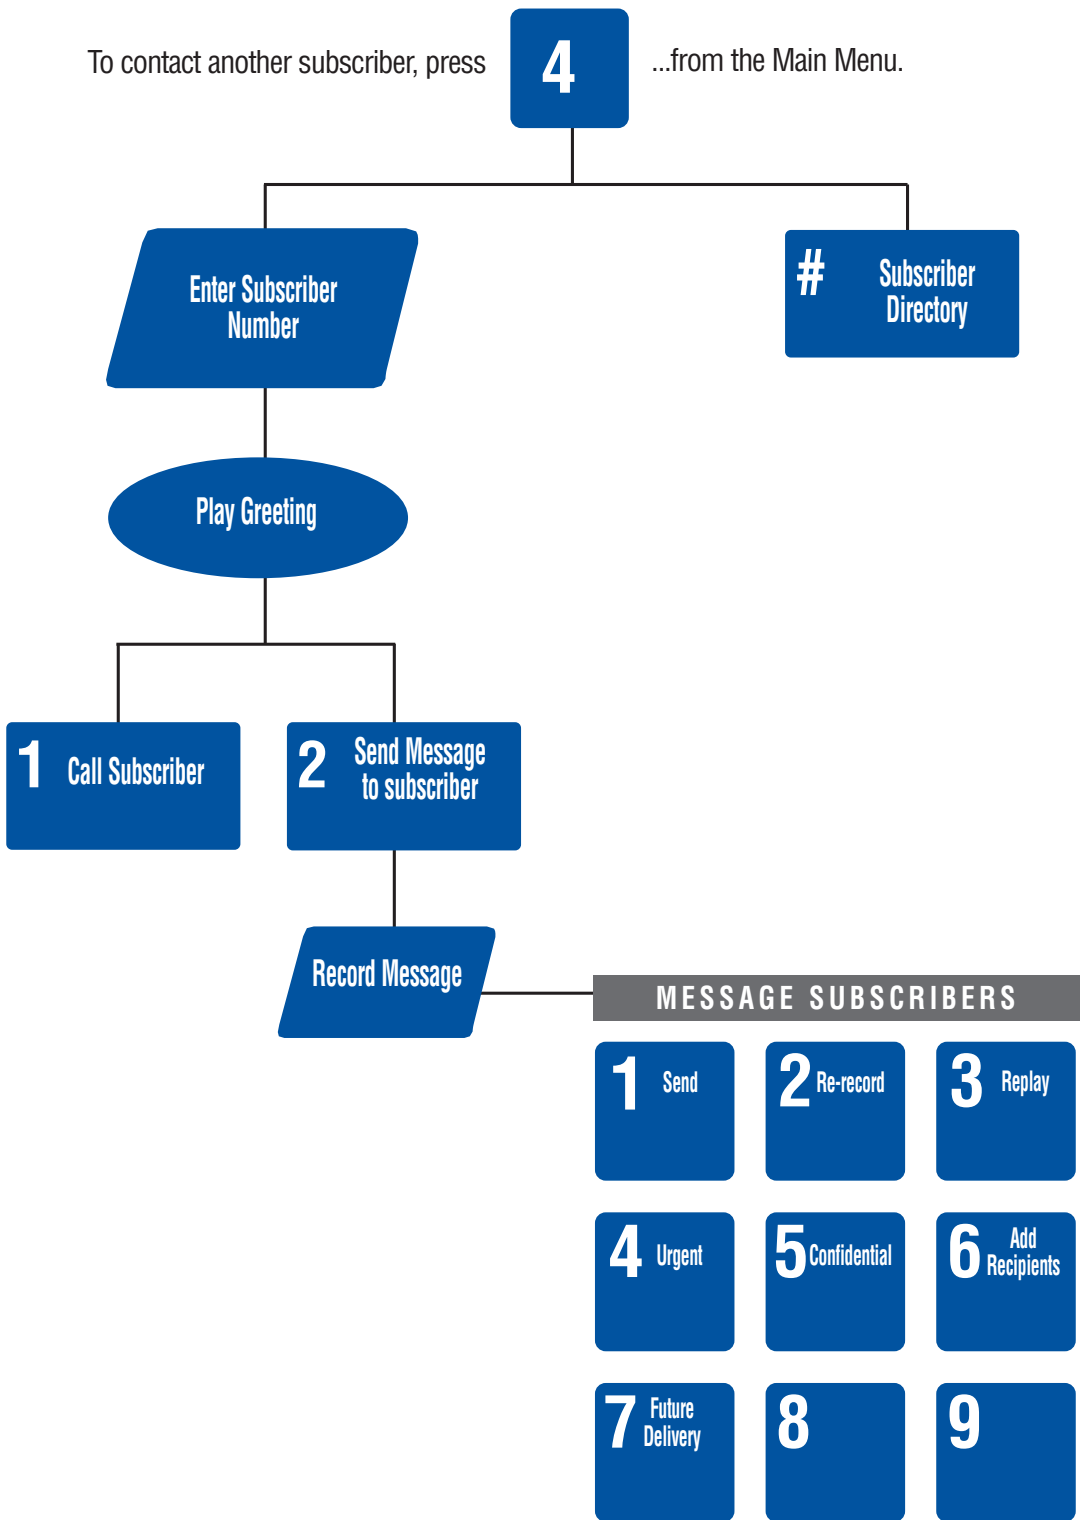 To contact another subscriber, press 4 ...from the Main Menu.
Enter Subscriber
Number
# Subscriber
Directory
Play Greeting
1 Call Subscriber
2 Send Message
to subscriber
Record Message
MESSAGE SUBSCRIBERS
1 Send
2 Re-record
3 Replay
4 Urgent
5 Confidential
6 Add
Recipients
7 Future
Delivery
8
9